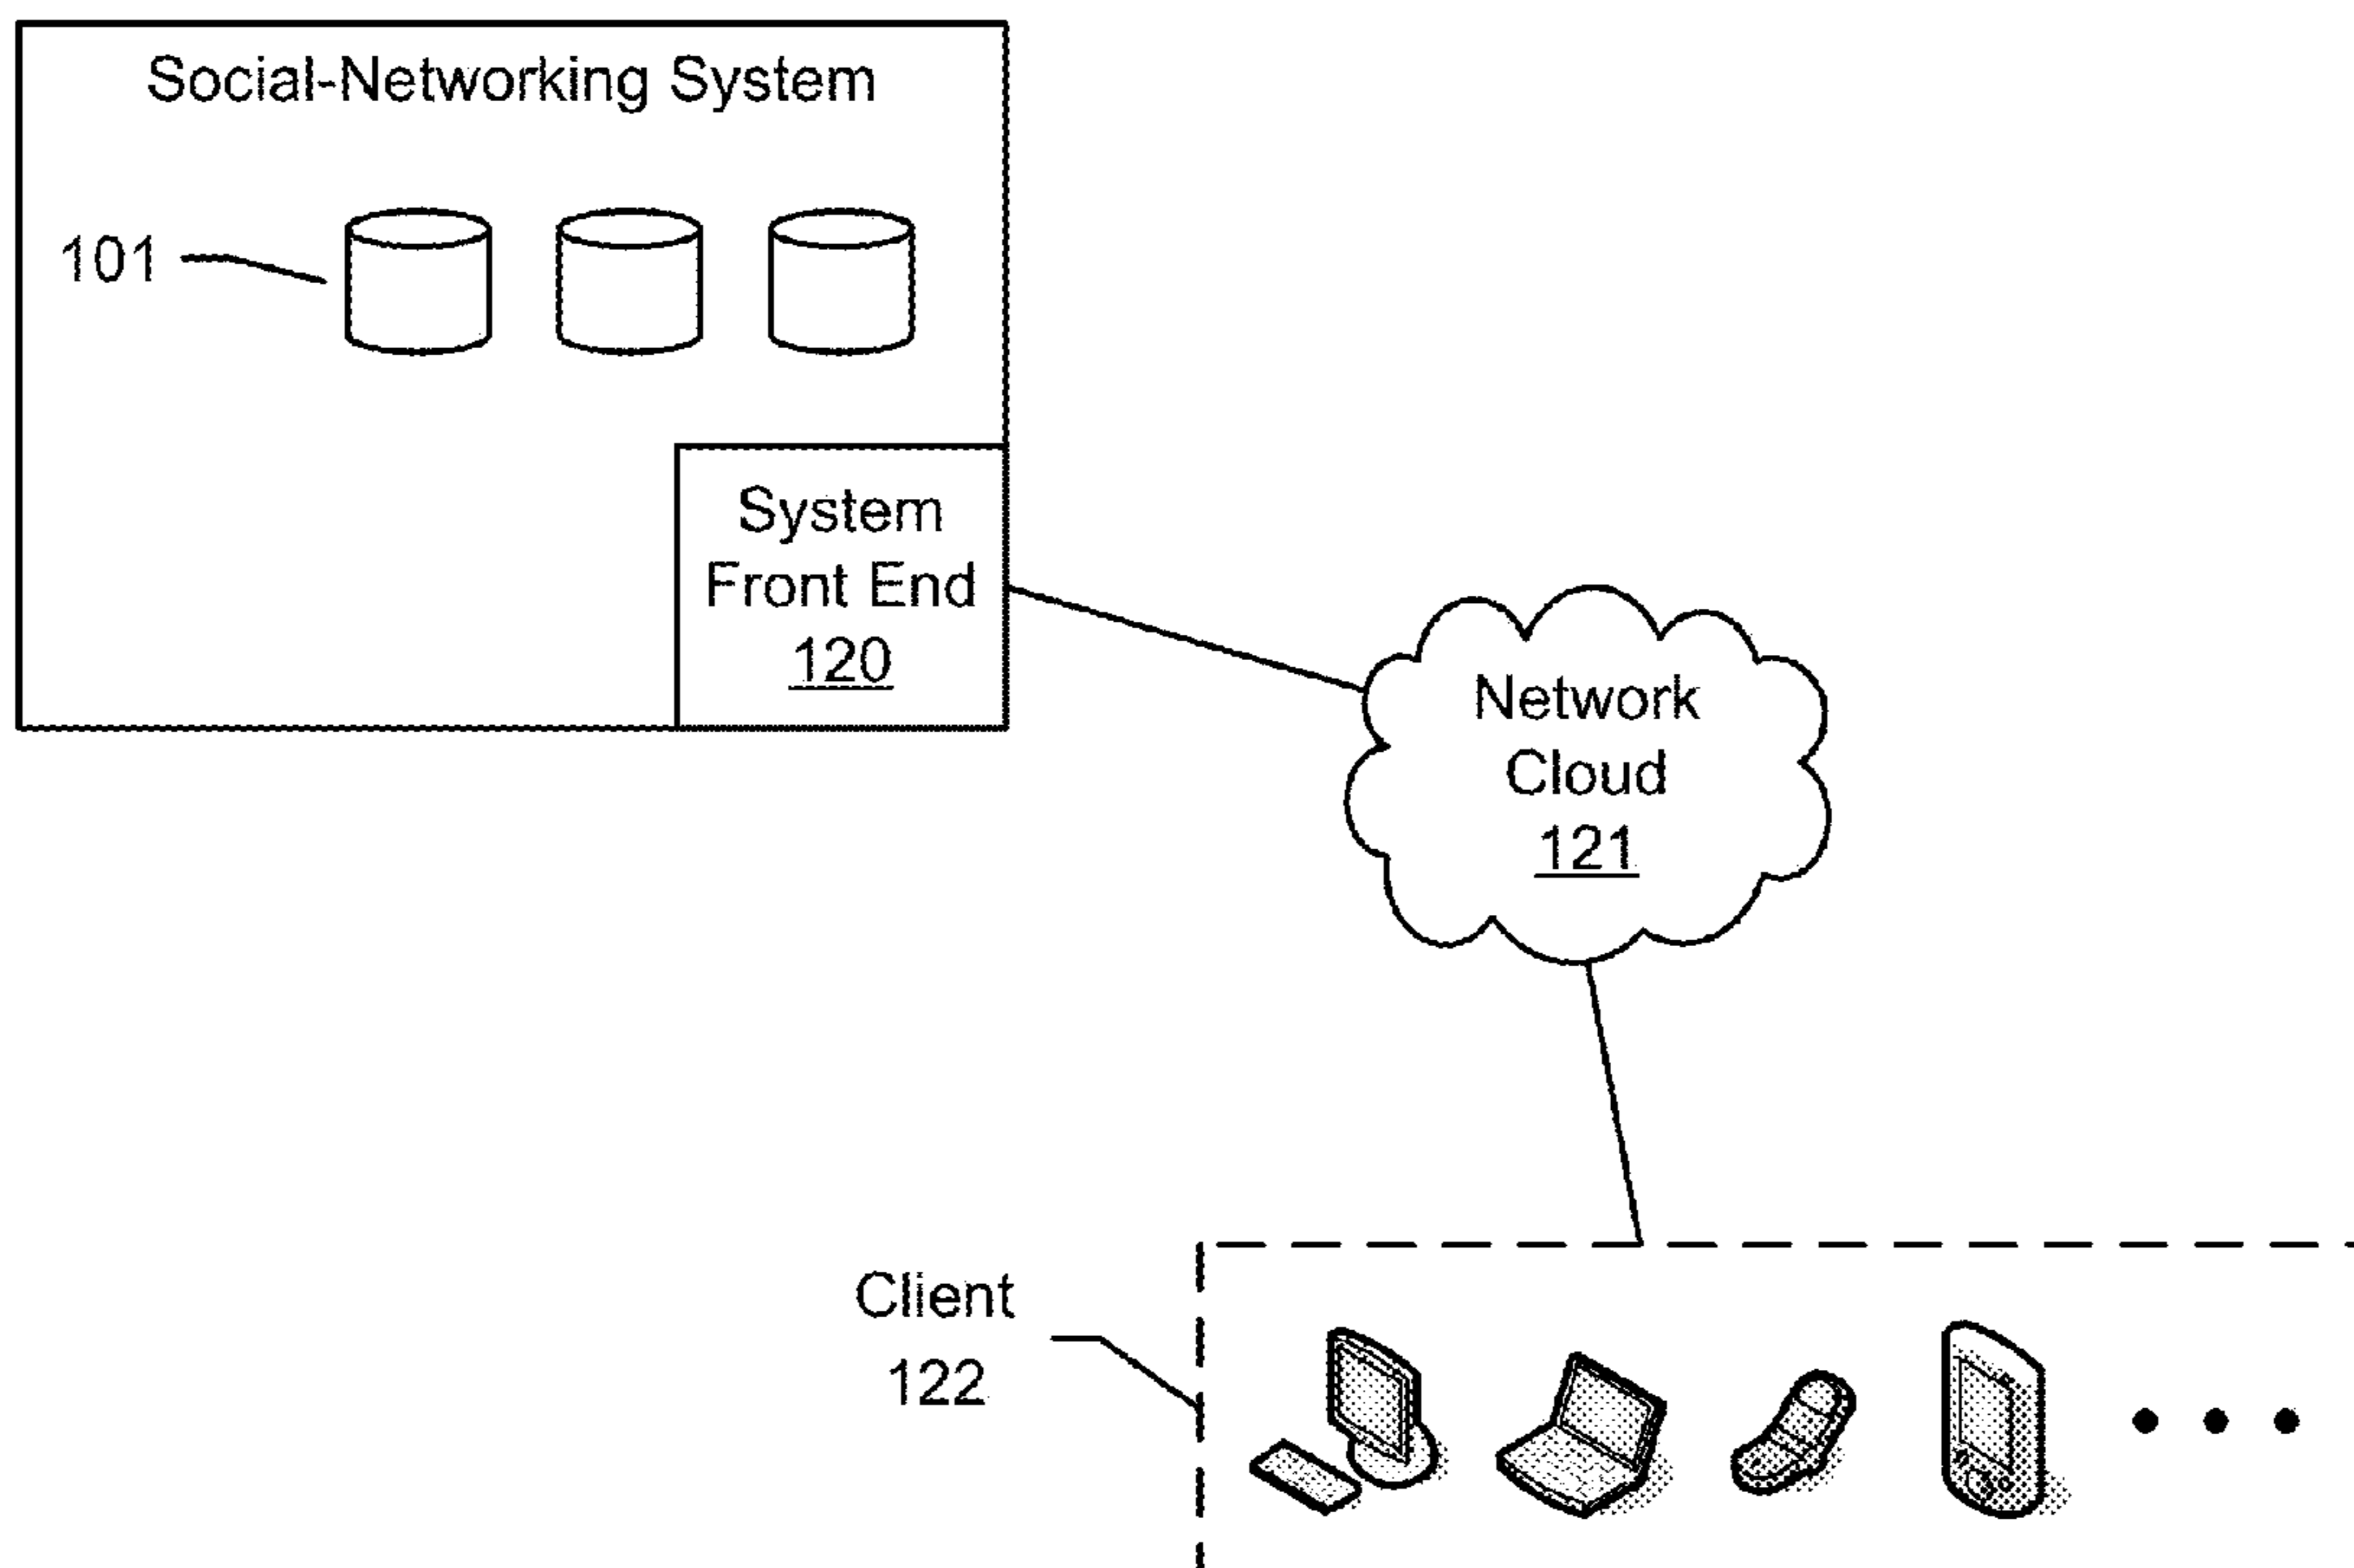 Social-Networking System
101
System
Front End
120
Network
Cloud
121
Client
122